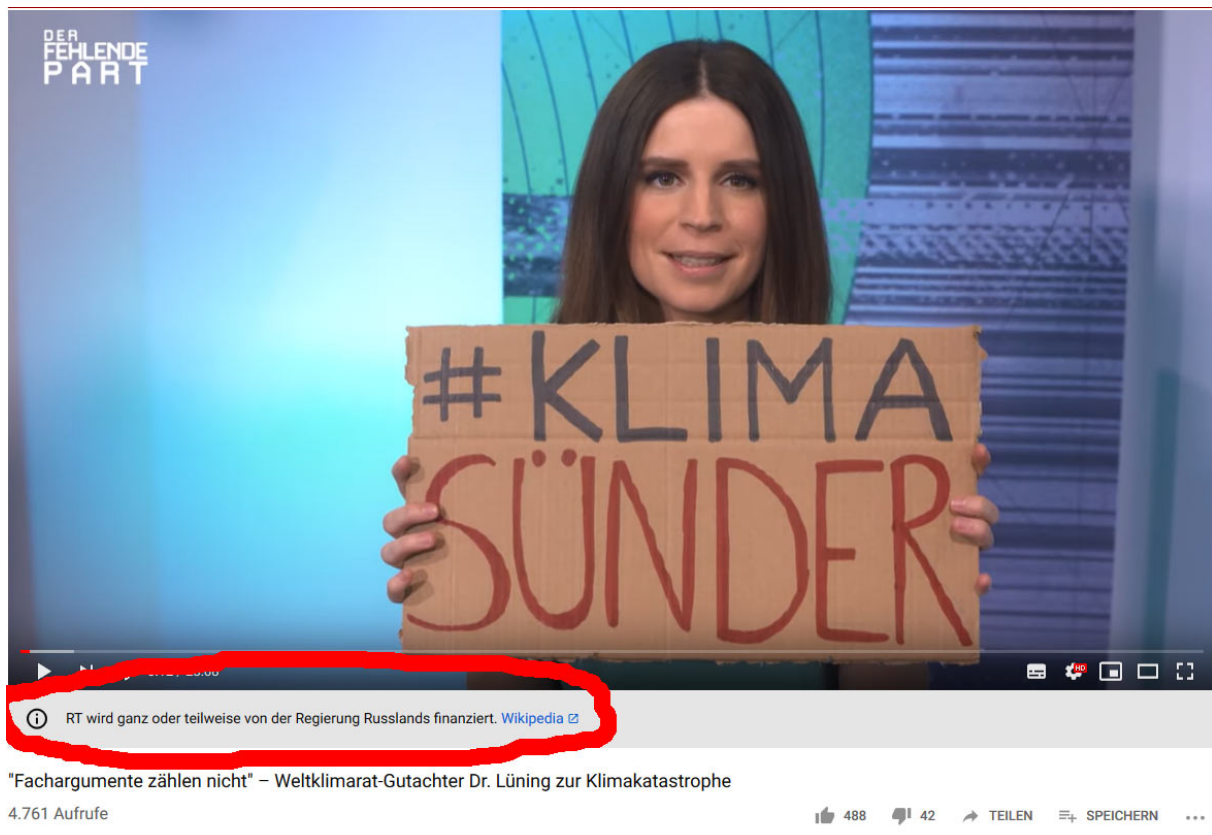 DER
FEHLENDE
PART
#KLIMA
SÜNDER
HD
RT wird ganz oder teilweise von der Regierung Russlands finanziert. Wikipedia
"Fachargumente zählen nicht" – Weltklimarat-Gutachter Dr. Lüning zur Klimakatastrophe
4.761 Aufrufe 488 42 TEILEN SPEICHERN